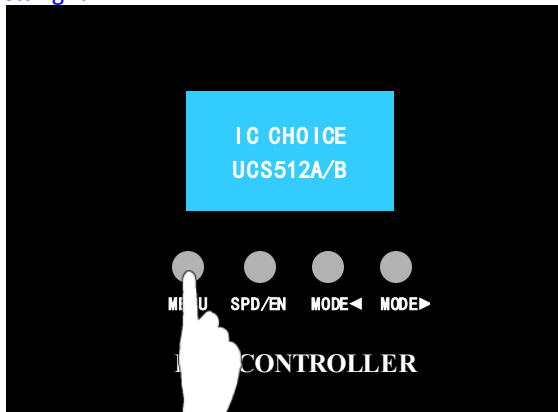 IC CHOICE
UCS512A/B
SPD/EN MODE◄ MODE►
CONTROLLER